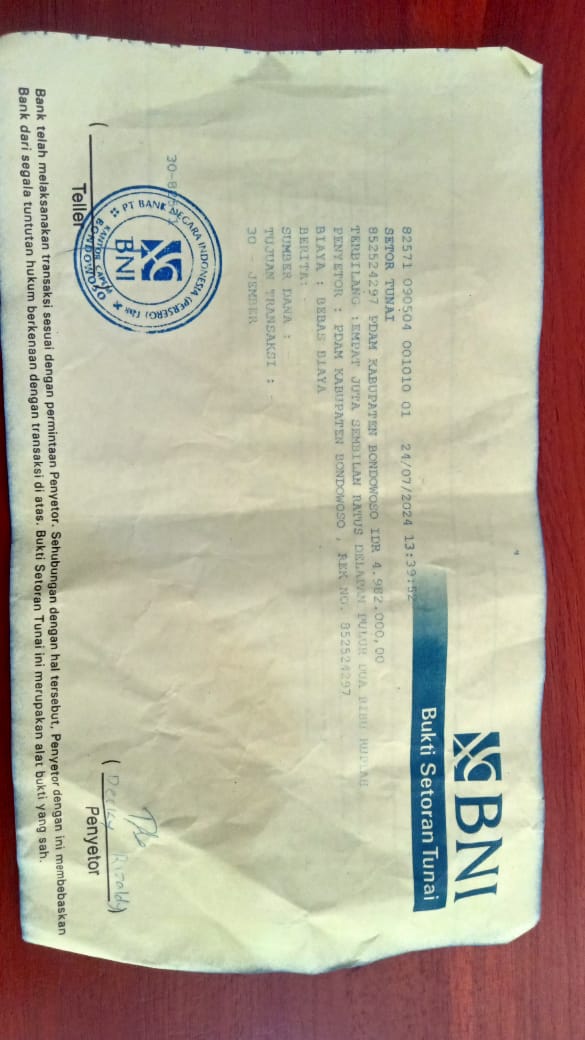 BNI
Bukti Setoran Tunai
82571 090504 001010 01 24/07/2024 13:39:52
SETOR TUNAI
852524297 PDAM KABUPATEN BONDOWOSO IDR 4.982.000,00
TERBILANG :EMPAT JUTA SEMBILAN RATUS DELAPAN PULUH DUA RIBU RUPIAH
PENYETOR : PDAM KABUPATEN BONDOWOSO , REK NO. 852524297
BIAYA : BEBAS BIAYA
BERITA: -
SUMBER DANA : -
TUJUAN TRANSAKSI : -
30 - JEMBER
PT BANK NEGARA INDONESIA (PERSERO) Tbk
BNI
BONDOWOSO
Teller
Penyetor
Bank telah melaksanakan transaksi sesuai dengan permintaan Penyetor. Sehubungan dengan hal tersebut, Penyetor dengan ini membebaskan
Bank dari segala tuntutan hukum berkenaan dengan transaksi di atas. Bukti Setoran Tunai ini merupakan alat bukti yang sah.